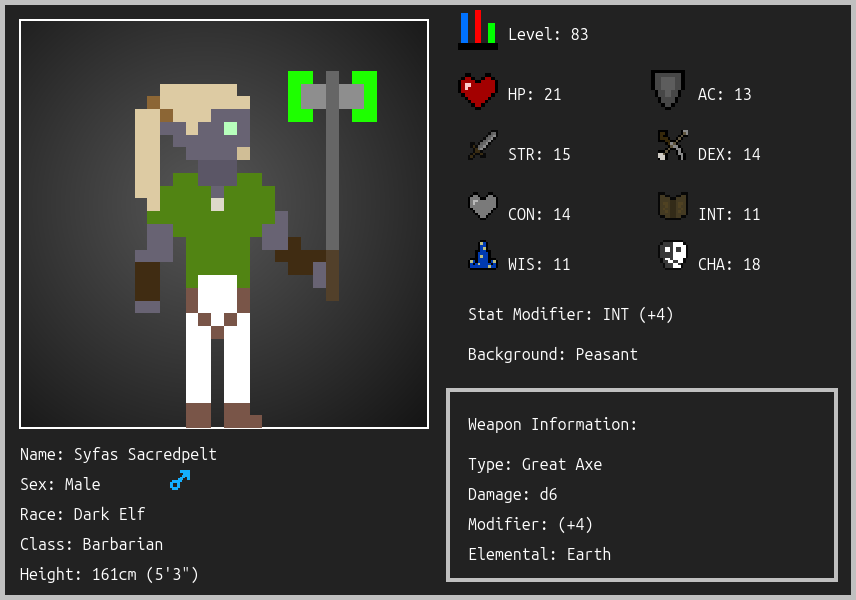 Level: 83
HP: 21
AC: 13
STR: 15
DEX: 14
CON: 14
INT: 11
WIS: 11
CHA: 18
Stat Modifier: INT (+4)
Background: Peasant
Name: Syfas Sacredpelt
Sex: Male
Race: Dark Elf
Class: Barbarian
Height: 161cm (5'3")
Weapon Information:
Type: Great Axe
Damage: d6
Modifier: (+4)
Elemental: Earth